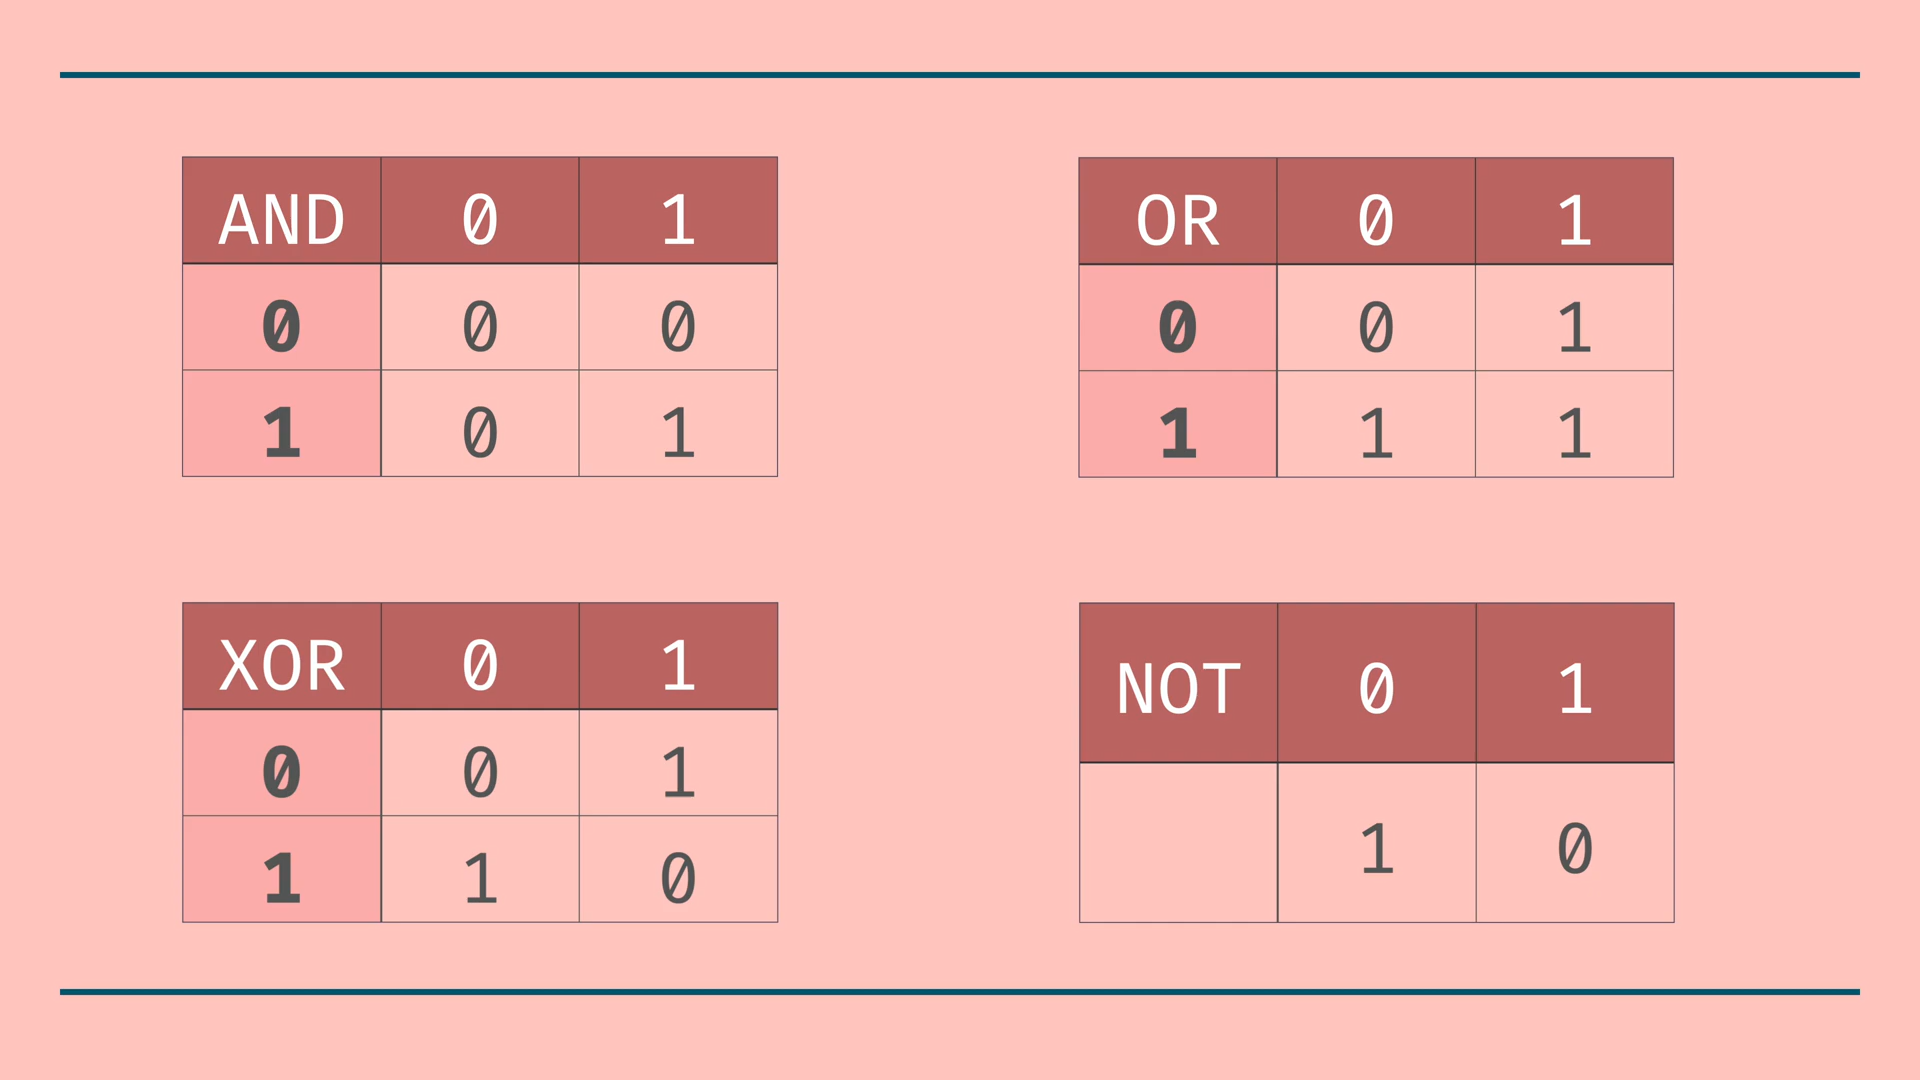 AND 0 1
0 0 0
1 0 1
OR 0 1
0 0 1
1 1 1
XOR 0 1
0 0 1
1 1 0
NOT 0 1
1 0